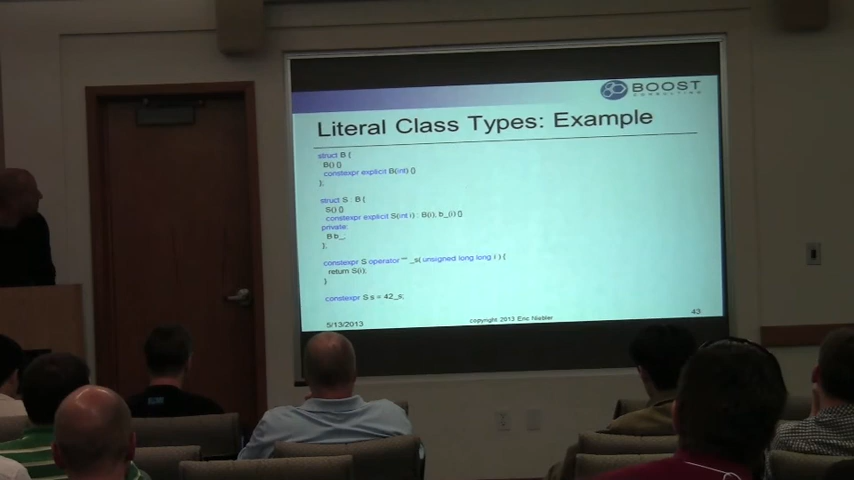 BOOST
CONSULTING
Literal Class Types: Example
struct B {
B() {}
constexpr explicit B(int) {}
};
struct S : B {
S() {}
constexpr explicit S(int i) : B(i), b_(i) {}
private:
B b_;
};
constexpr S operator "" _s( unsigned long long i ) {
return S(i);
}
constexpr S s = 42_s;
5/13/2013
copyright 2013 Eric Niebler
43